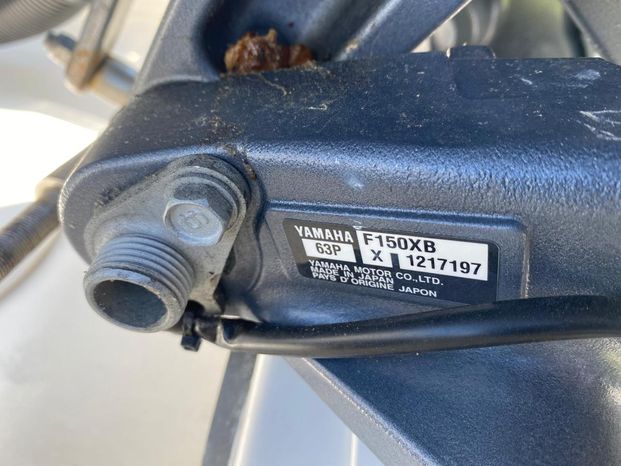 YAMAHA F150XB
63P X 1217197
YAMAHA MOTOR CO.,LTD.
MADE IN JAPAN
PAYS D'ORIGINE JAPON